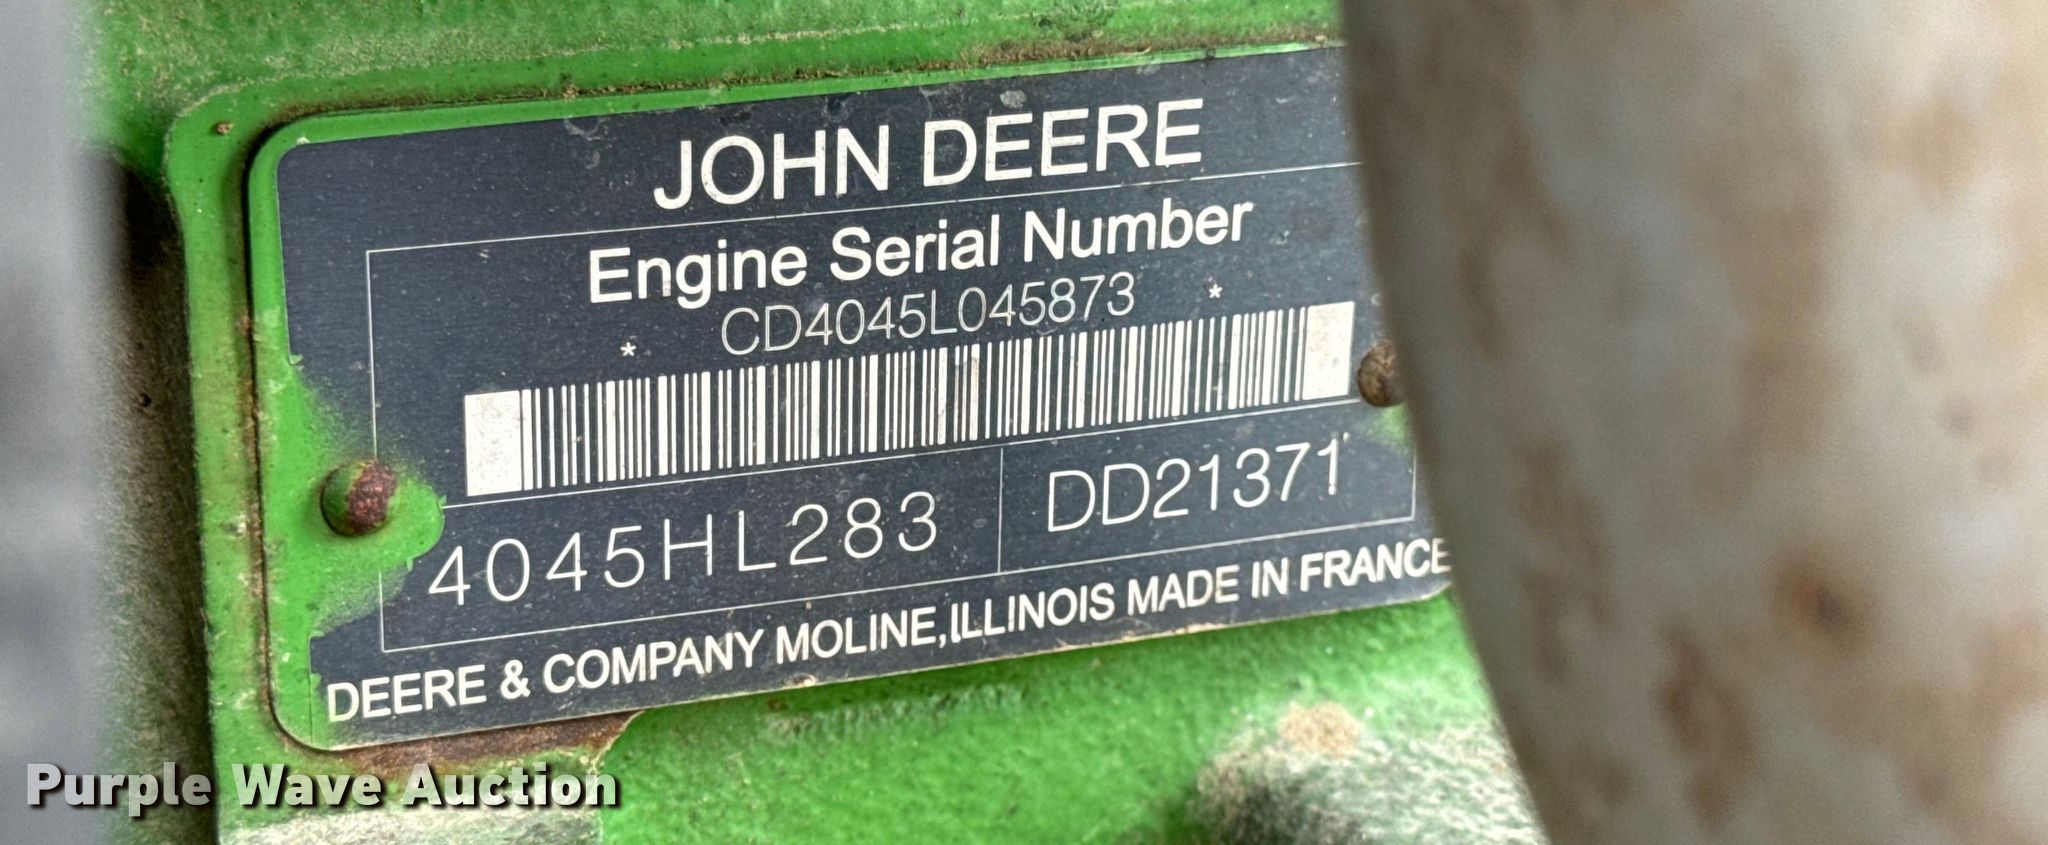 JOHN DEERE
Engine Serial Number
* CD4045L045873 *
4045HL283 DD21371
DEERE & COMPANY MOLINE, ILLINOIS MADE IN FRANCE
Purple Wave Auction